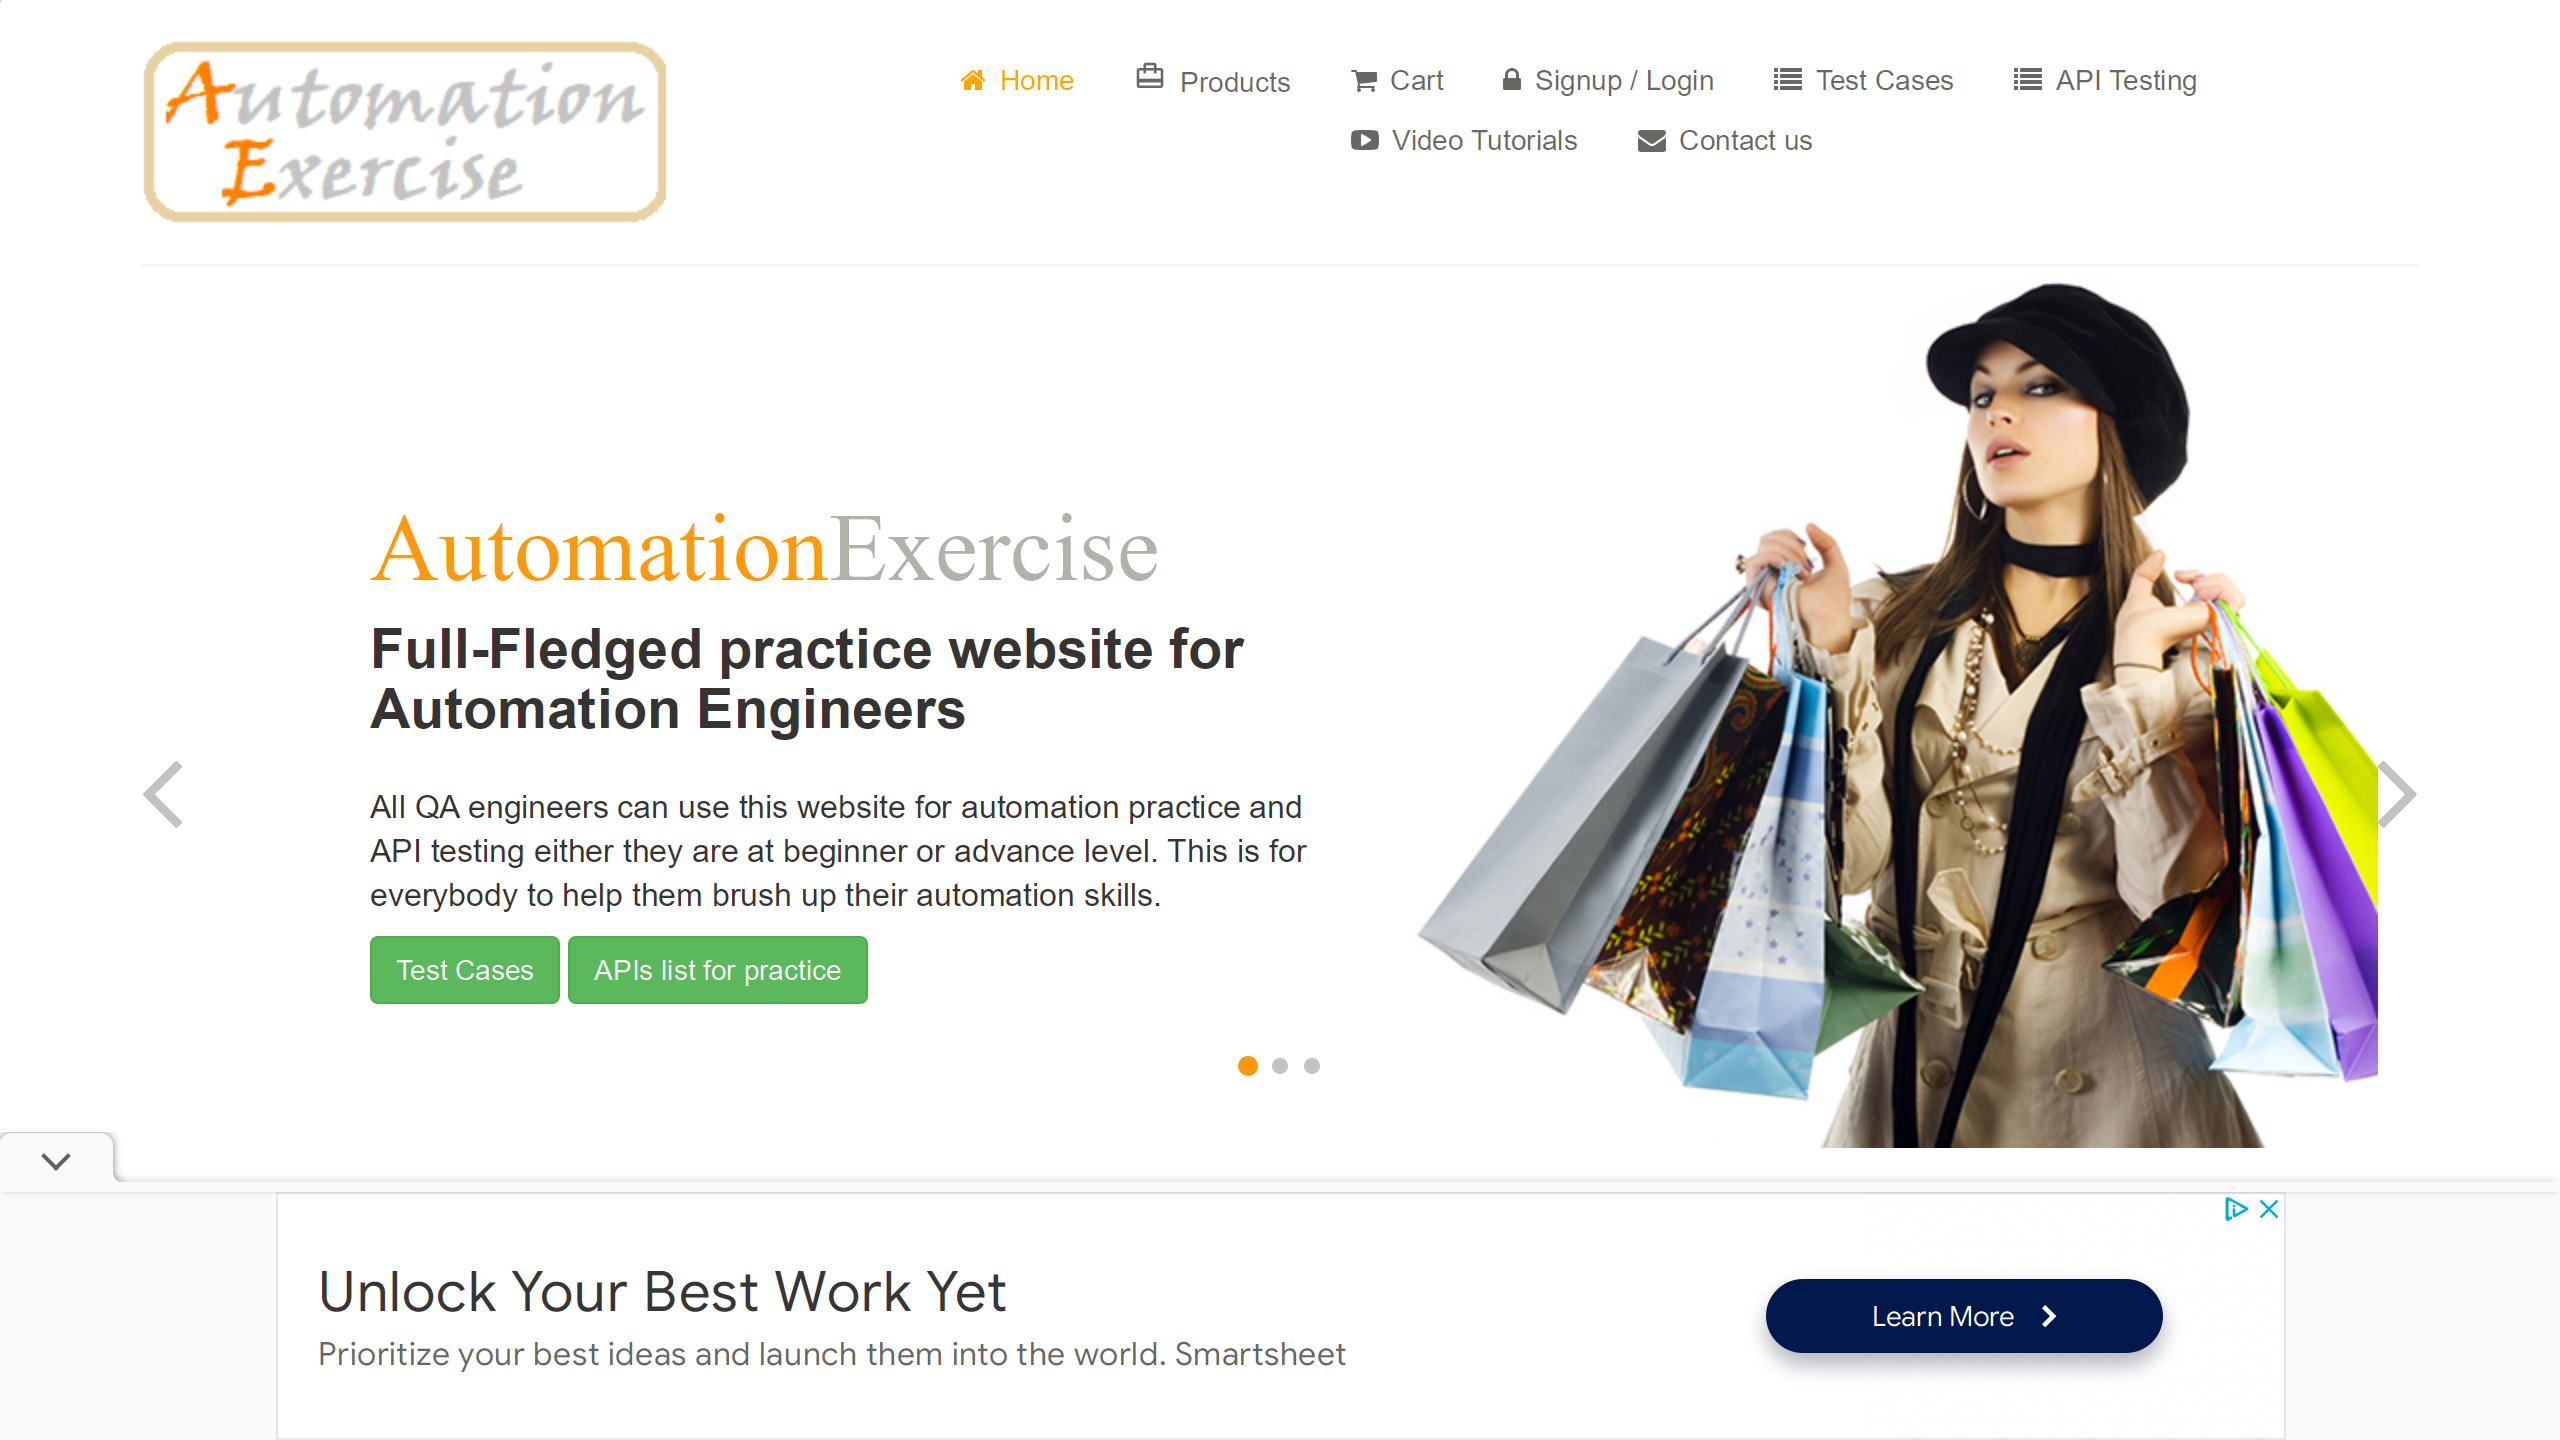 Automation
Exercise
Home
Products
Cart
Signup / Login
Test Cases
API Testing
Video Tutorials
Contact us
AutomationExercise
Full-Fledged practice website for
Automation Engineers
All QA engineers can use this website for automation practice and
API testing either they are at beginner or advance level. This is for
everybody to help them brush up their automation skills.
Test Cases
APIs list for practice
Unlock Your Best Work Yet
Prioritize your best ideas and launch them into the world. Smartsheet
Learn More